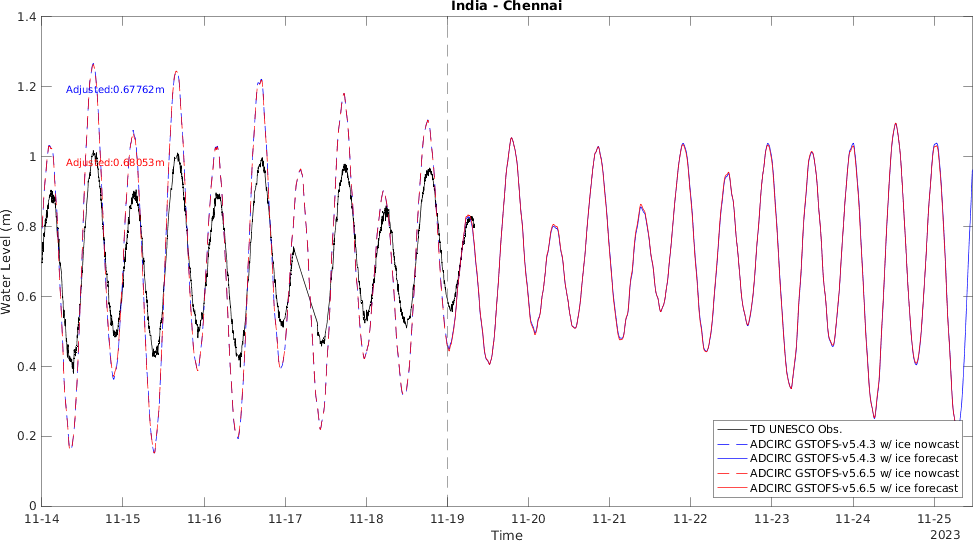 India - Chennai
Water Level (m)
1.4
1.2
1
0.8
0.6
0.4
0.2
0
Adjusted:0.67762m
Adjusted:0.68053m
TD UNESCO Obs.
ADCIRC GSTOFS-v5.4.3 w/ ice nowcast
ADCIRC GSTOFS-v5.4.3 w/ ice forecast
ADCIRC GSTOFS-v5.6.5 w/ ice nowcast
ADCIRC GSTOFS-v5.6.5 w/ ice forecast
11-14 11-15 11-16 11-17 11-18 11-19 11-20 11-21 11-22 11-23 11-24 11-25
Time
2023